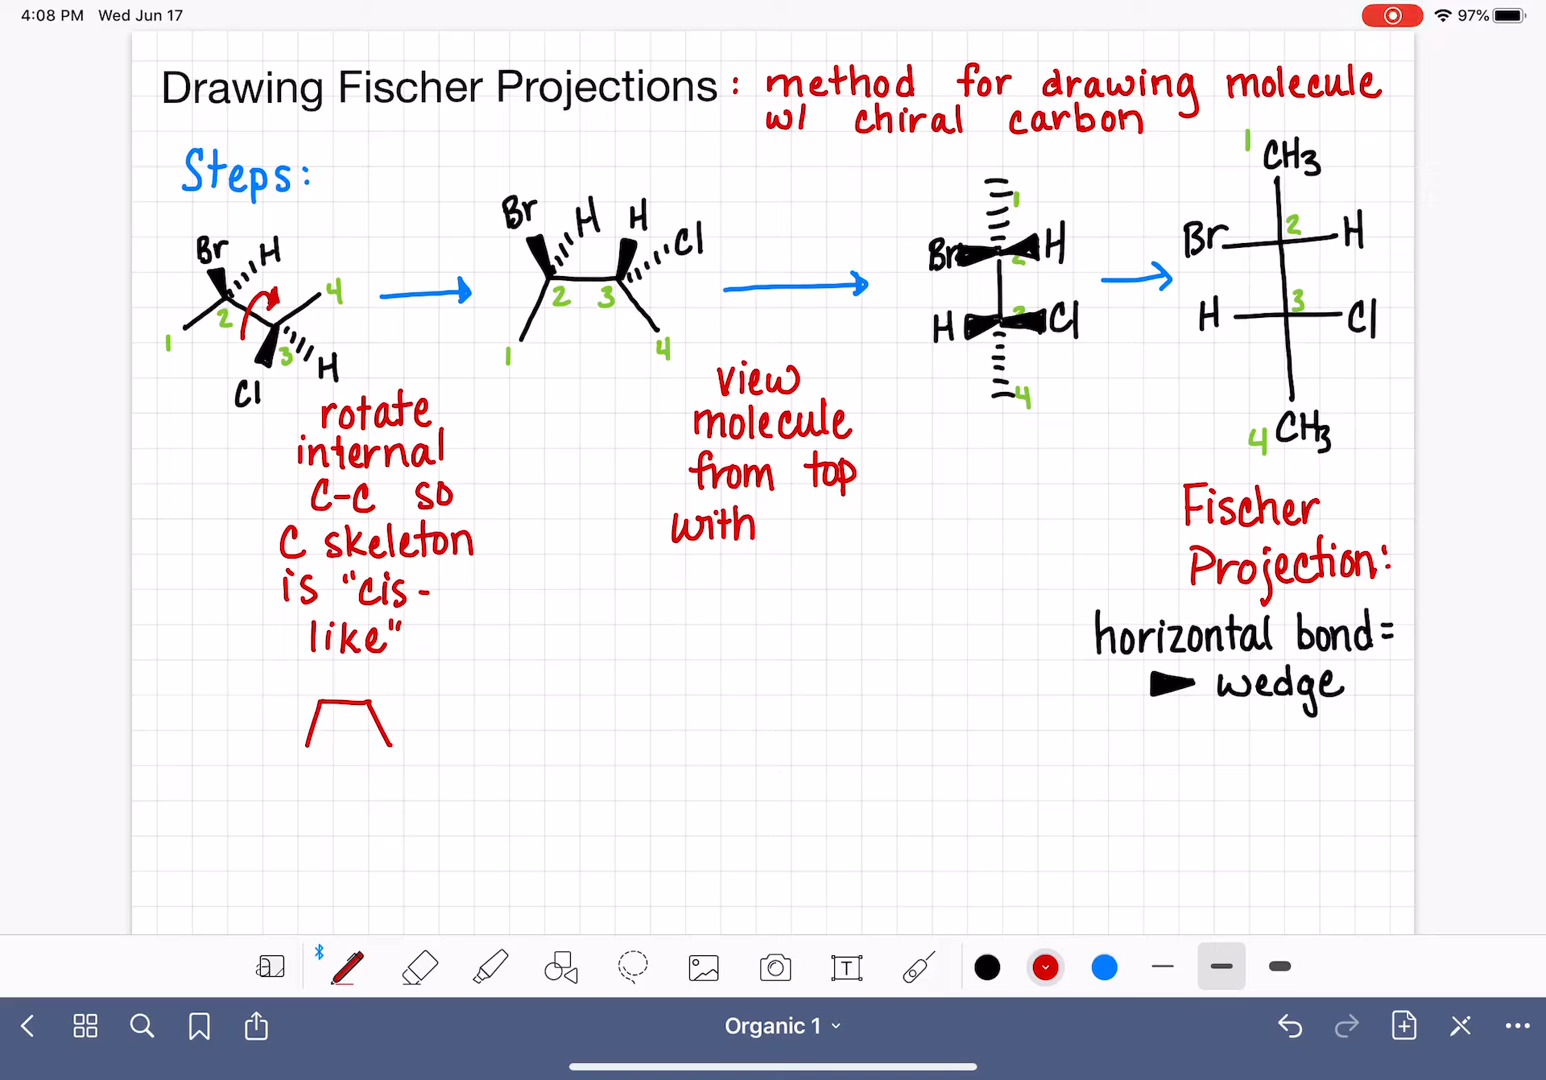 4:08 PM Wed Jun 17
97%
Drawing Fischer Projections : method for drawing molecule
w/ chiral carbon
Steps:
Br H
1 2 3 4
Cl H
Br H H Cl
1 2 3 4
1
Br H
2
H 3 Cl
4
1 CH3
Br 2 H
H 3 Cl
4 CH3
rotate
internal
C-C so
C skeleton
is "cis-
like"
view
molecule
from top
with
Fischer
Projection:
horizontal bond =
wedge
T
Organic 1